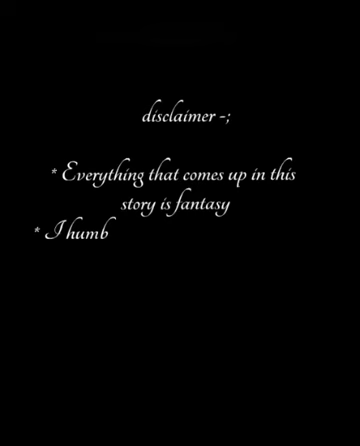 disclaimer -;
* Everything that comes up in this
story is fantasy
* I humb